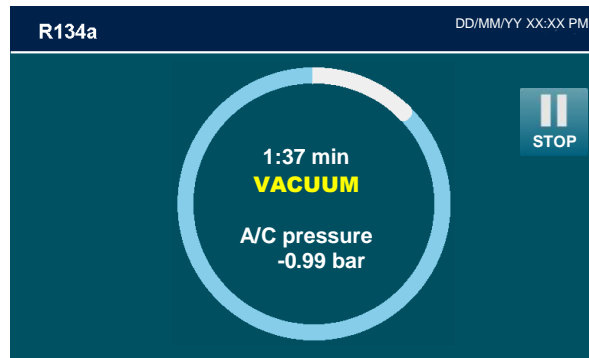 R134a
DD/MM/YY XX:XX PM
STOP
1:37 min
VACUUM
A/C pressure
-0.99 bar